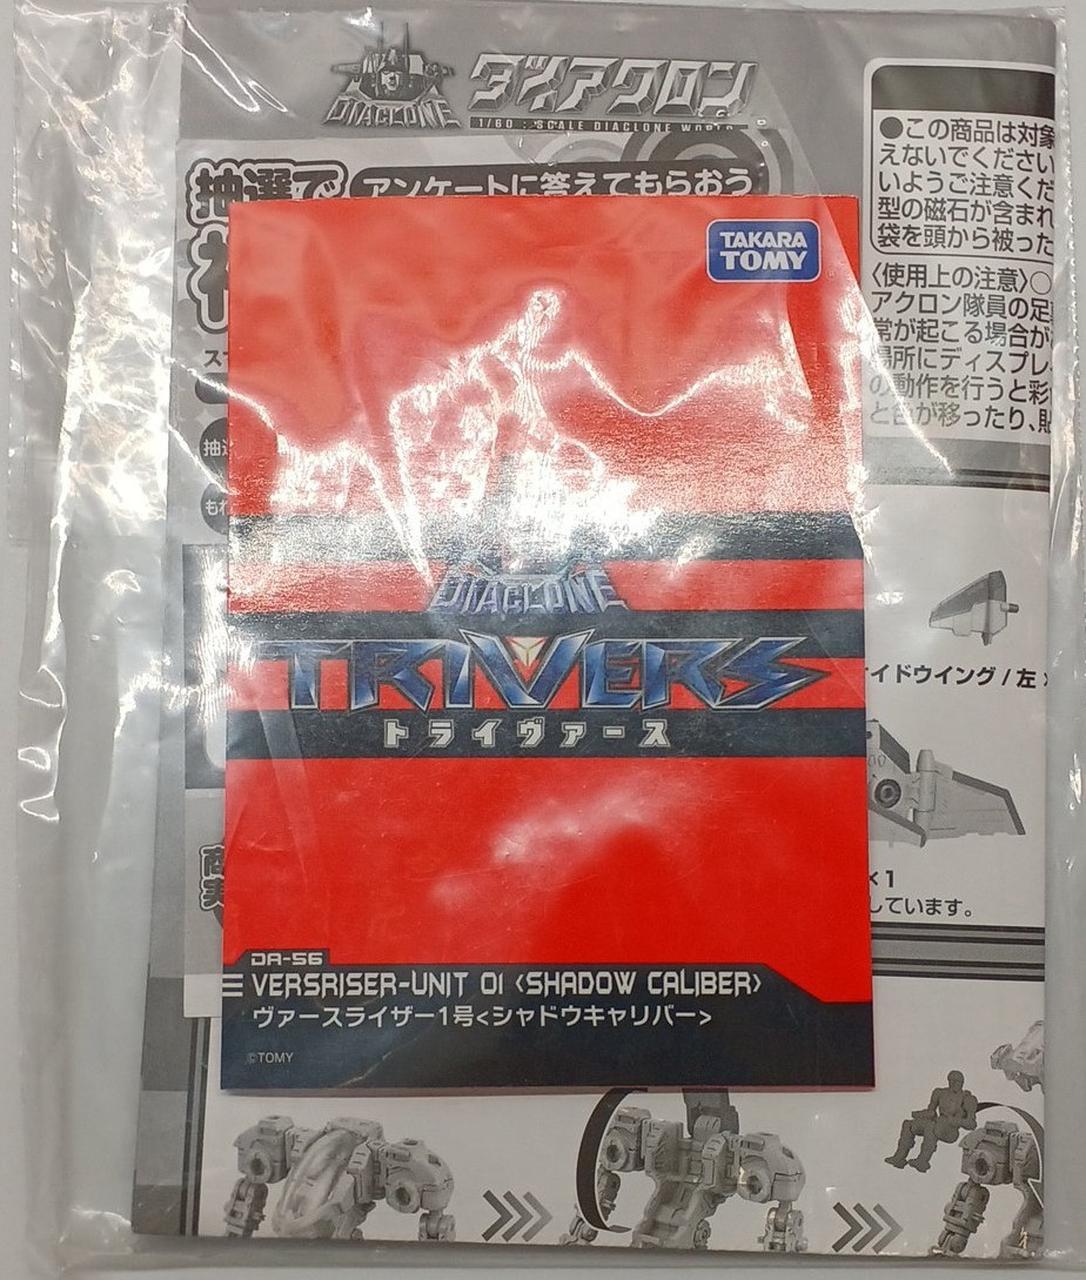 DIACLONE
ダイアクロン
1/60 : SCALE DIACLONE WORLD
抽選で
アンケートに答えてもらおう
●この商品は対象
えないでください
いようご注意くだ
型の磁石が含まれ
袋を頭から被った
〈使用上の注意〉○
アクロン隊員の足
常が起こる場合が
場所にディスプレ
の動作を行うと彩
と色が移ったり、貼
TAKARA
TOMY
DIACLONE
TRIVERS
トライヴァース
イドウイング/左
×1
しています。
DA-56
VERSRISER-UNIT 01 <SHADOW CALIBER>
ヴァースライザー1号<シャドウキャリバー>
©TOMY